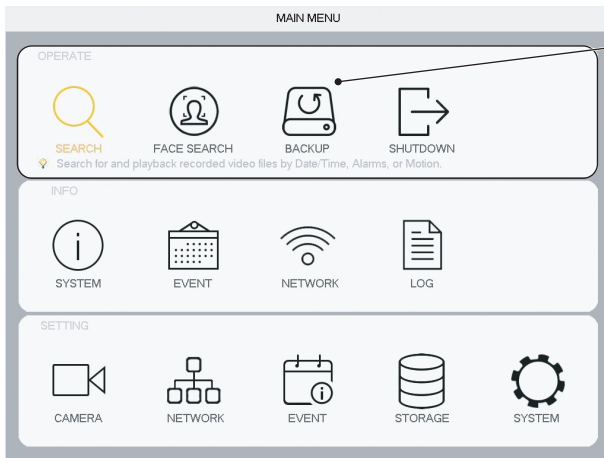 MAIN MENU
OPERATE
SEARCH FACE SEARCH BACKUP SHUTDOWN
Search for and playback recorded video files by Date/Time, Alarms, or Motion.
INFO
SYSTEM EVENT NETWORK LOG
SETTING
CAMERA NETWORK EVENT STORAGE SYSTEM